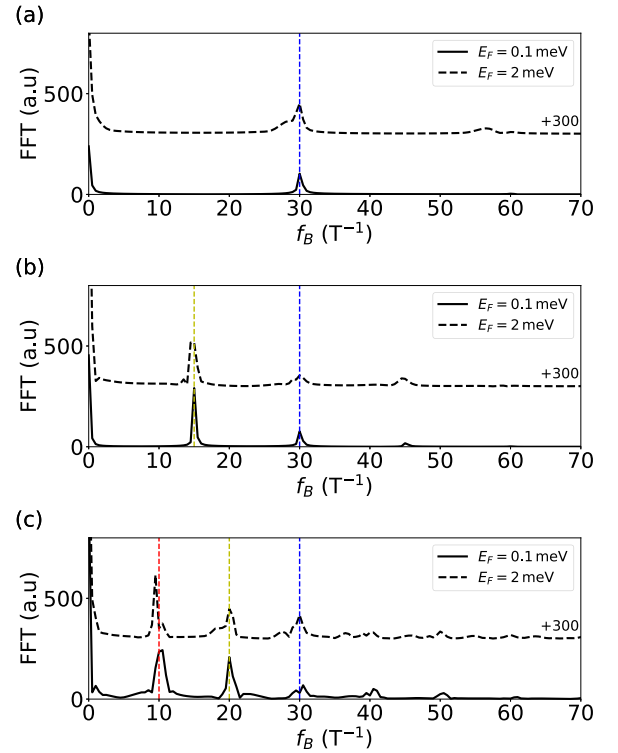 (a)
FFT (a.u)
500
0
E_F = 0.1 meV
E_F = 2 meV
+300
0 10 20 30 40 50 60 70
f_B (T⁻¹)
(b)
FFT (a.u)
500
0
E_F = 0.1 meV
E_F = 2 meV
+300
0 10 20 30 40 50 60 70
f_B (T⁻¹)
(c)
FFT (a.u)
500
0
E_F = 0.1 meV
E_F = 2 meV
+300
0 10 20 30 40 50 60 70
f_B (T⁻¹)